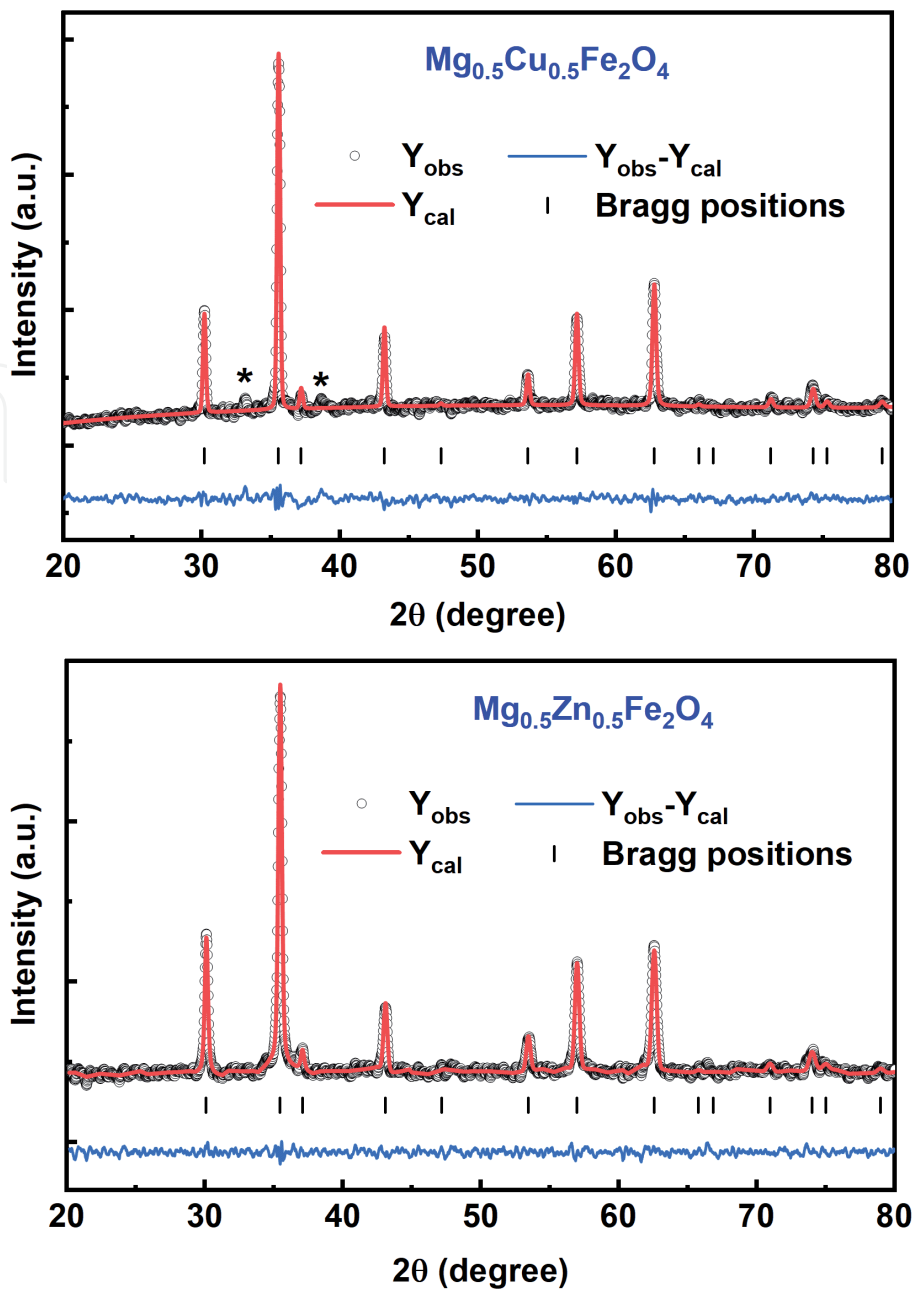 Mg0.5Cu0.5Fe2O4
Yobs
Yobs-Ycal
Ycal
Bragg positions
Intensity (a.u.)
*
*
20 30 40 50 60 70 80
2θ (degree)
Mg0.5Zn0.5Fe2O4
Yobs
Yobs-Ycal
Ycal
Bragg positions
Intensity (a.u.)
20 30 40 50 60 70 80
2θ (degree)